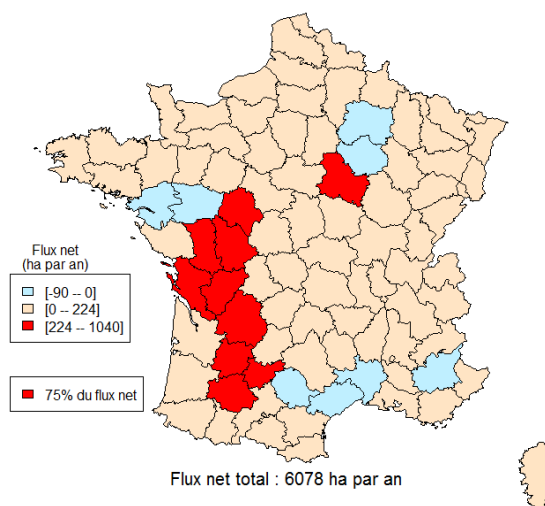 Flux net
(ha par an)
[-90 -- 0]
[0 -- 224]
[224 -- 1040]
75% du flux net
Flux net total : 6078 ha par an